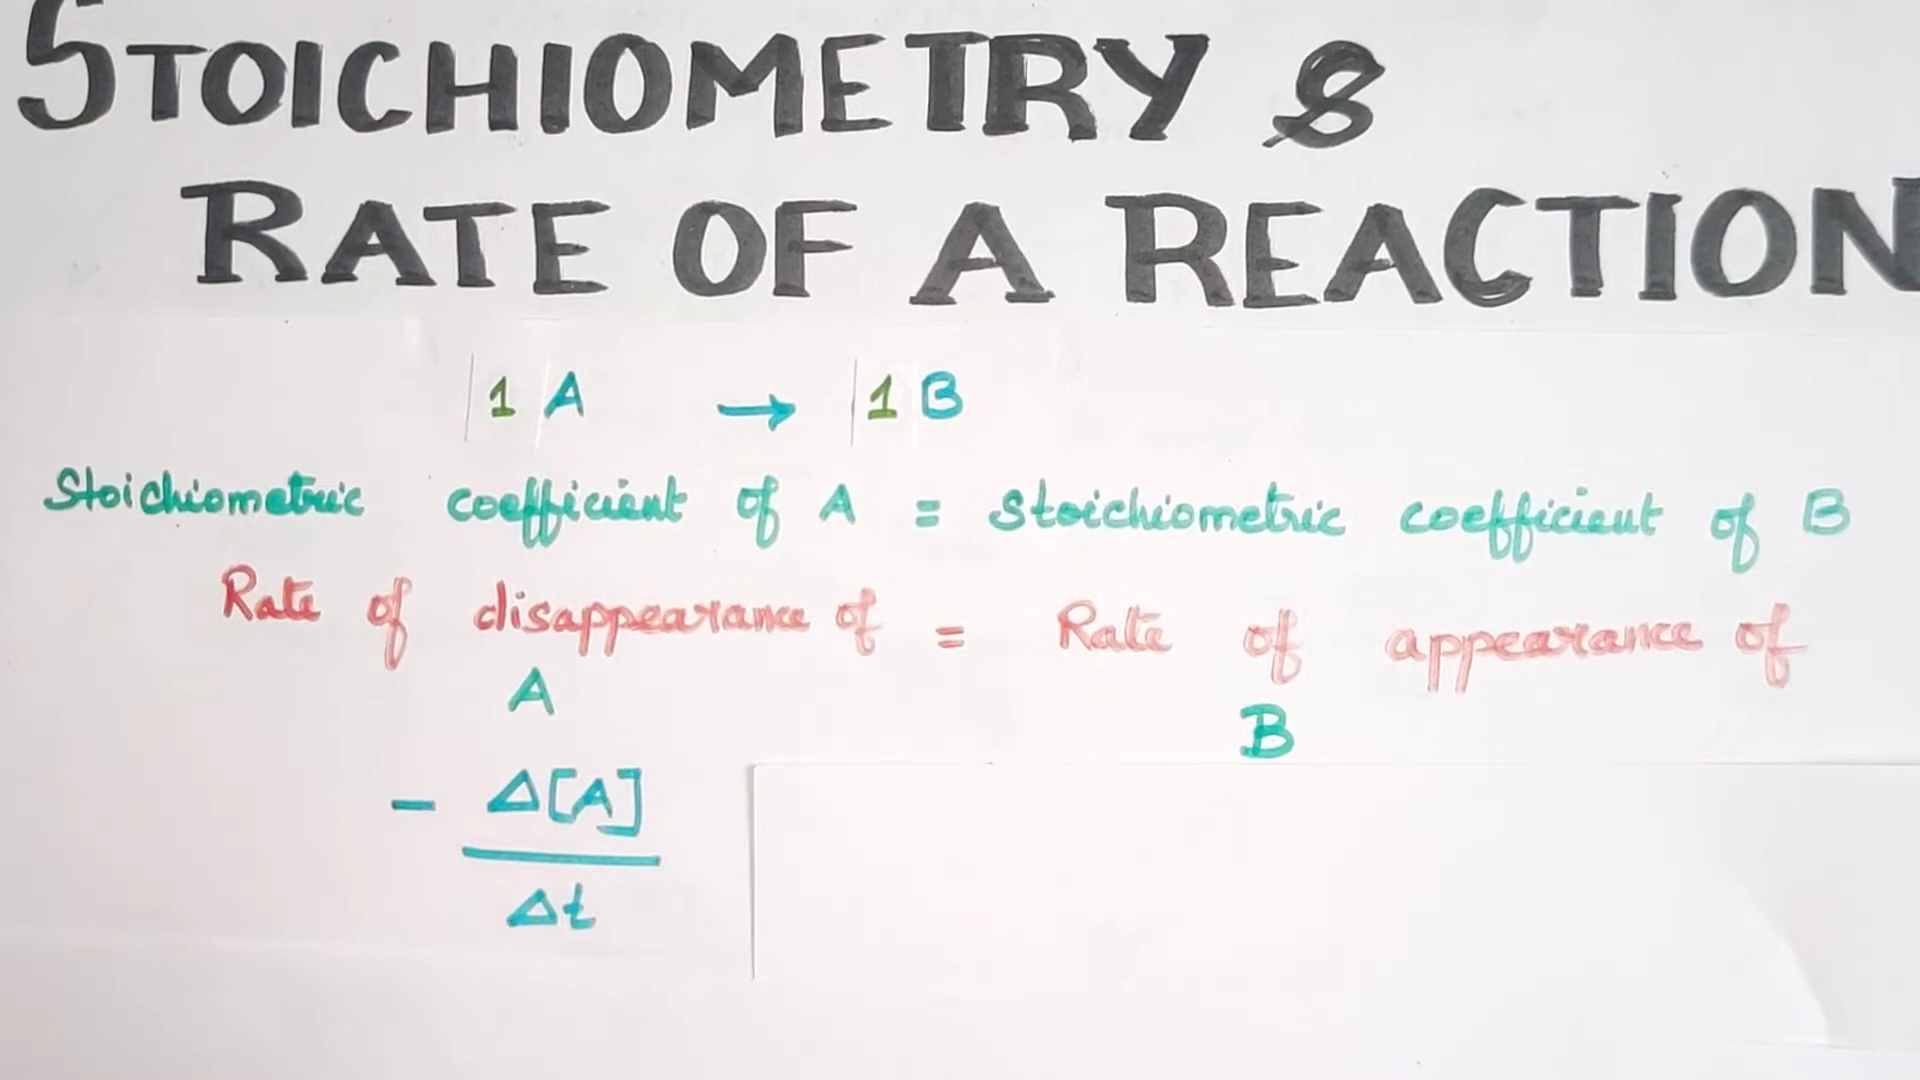 STOICHIOMETRY &
RATE OF A REACTION
1 A → 1 B
Stoichiometric coefficient of A = Stoichiometric coefficient of B
Rate of disappearance of = Rate of appearance of
A B
- Δ[A]
Δt